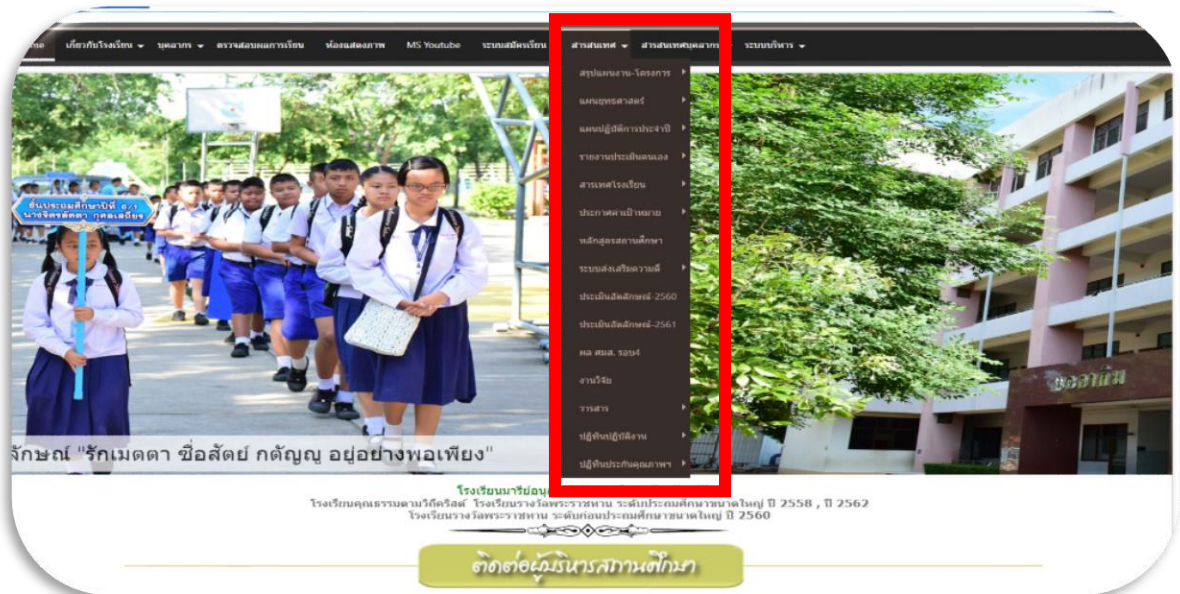 เกี่ยวกับโรงเรียน บุคลากร ตรวจสอบผลการเรียน ห้องแสดงภาพ MS Youtube ระบบสมัครเรียน สารสนเทศ สารสนเทศบุคลากร ระบบบริหาร
สรุปแผนงาน-โครงการ
แผนยุทธศาสตร์
แผนปฏิบัติการประจำปี
รายงานประเมินตนเอง
สารเทศโรงเรียน
ประกาศค่าเป้าหมาย
หลักสูตรสถานศึกษา
ระบบส่งเสริมความดี
ประเมินอัตลักษณ์-2560
ประเมินอัตลักษณ์-2561
ผล สมส. รอบ4
งานวิจัย
วารสาร
ปฏิทินปฏิบัติงาน
ปฏิทินประกันคุณภาพฯ
ชั้นประถมศึกษาปีที่ 6/1
ลักษณ์ "รักเมตตา ซื่อสัตย์ กตัญญู อยู่อย่างพอเพียง"
โรงเรียนมารีย์อนุ
โรงเรียนคุณธรรมตามวิถีคริสต์ โรงเรียนรางวัลพระราชทาน ระดับประถมศึกษาขนาดใหญ่ ปี 2558 , ปี 2562
โรงเรียนรางวัลพระราชทาน ระดับก่อนประถมศึกษาขนาดใหญ่ ปี 2560
ติดต่อผู้บริหารสถานศึกษา